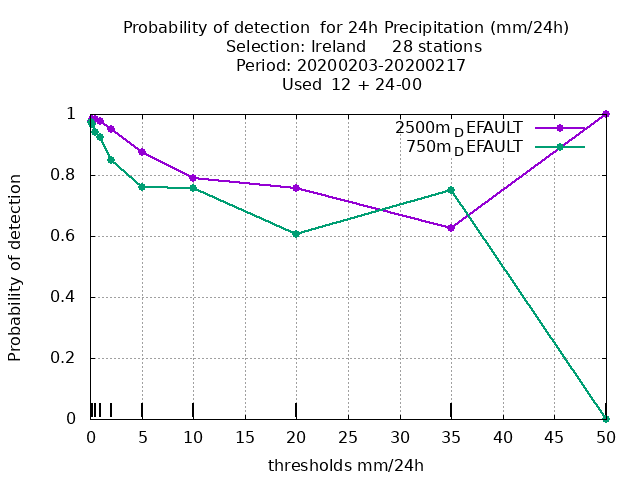 Probability of detection  for 24h Precipitation (mm/24h)
Selection: Ireland     28 stations
Period: 20200203-20200217
Used  12 + 24-00
2500m_DEFAULT
750m_DEFAULT
1
0.8
0.6
0.4
0.2
0
Probability of detection
0 5 10 15 20 25 30 35 40 45 50
thresholds mm/24h